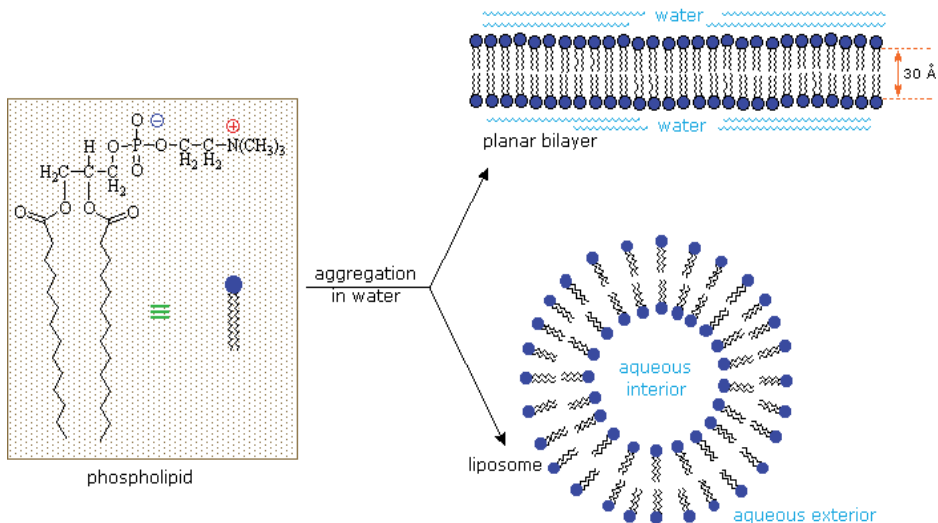 water
30 Å
water
planar bilayer
O ⊖ ⊕
H O–P–O–C–C–N(CH₃)₃
O H₂ H₂
H₂C C C
H₂
O O
O O
phospholipid
aggregation
in water
aqueous
interior
liposome
aqueous exterior